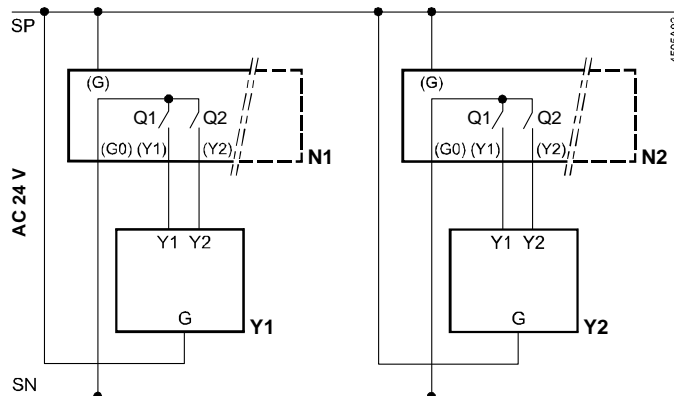 SP
(G)
Q1
Q2
(G0) (Y1)
(Y2)
N1
Y1 Y2
G
Y1
(G)
Q1
Q2
(G0) (Y1)
(Y2)
N2
Y1 Y2
G
Y2
AC 24 V
SN